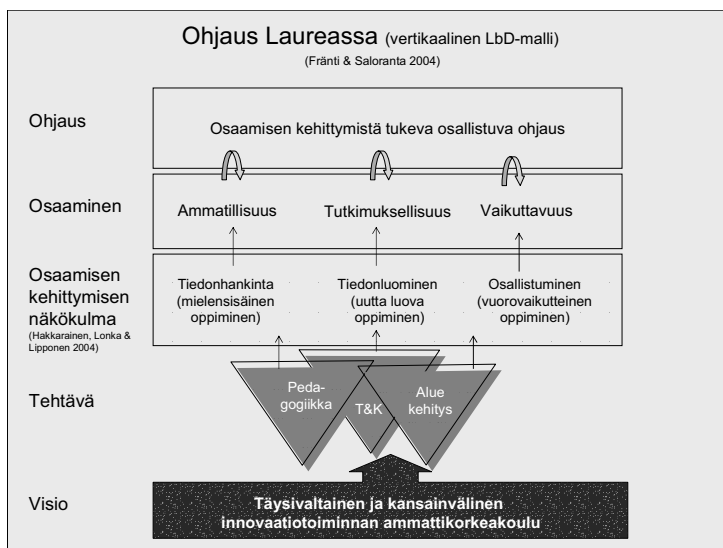 Ohjaus Laureassa (vertikaalinen LbD-malli)
(Fränti & Saloranta 2004)
Ohjaus
Osaamisen kehittymistä tukeva osallistuva ohjaus
Osaaminen
Ammatillisuus
Tutkimuksellisuus
Vaikuttavuus
Osaamisen
kehittymisen
näkökulma
(Hakkarainen, Lonka &
Lipponen 2004)
Tiedonhankinta
(mielensisäinen
oppiminen)
Tiedonluominen
(uutta luova
oppiminen)
Osallistuminen
(vuorovaikutteinen
oppiminen)
Tehtävä
Peda-
gogiikka
T&K
Alue
kehitys
Visio
Täysivaltainen ja kansainvälinen
innovaatiotoiminnan ammattikorkeakoulu